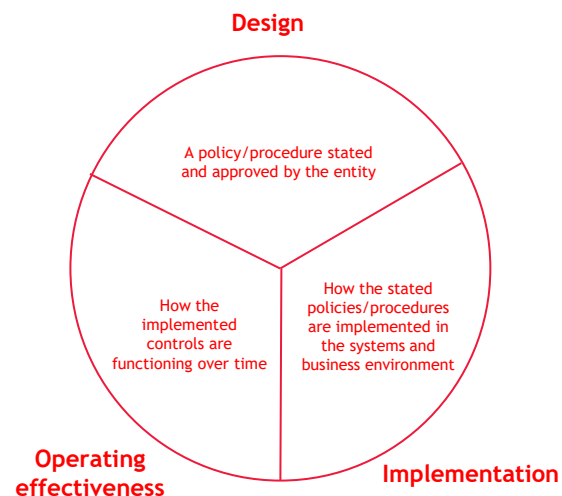 Design
A policy/procedure stated
and approved by the entity
How the
implemented
controls are
functioning over time
How the stated
policies/procedures
are implemented in
the systems and
business environment
Operating
effectiveness
Implementation